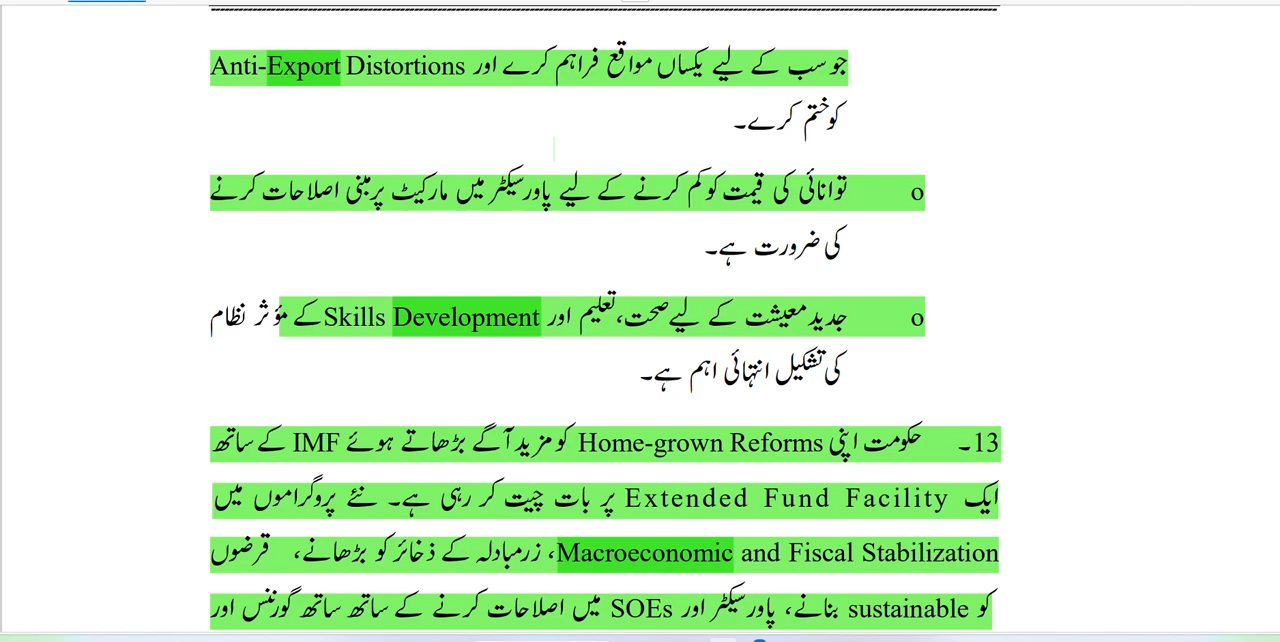 جو سب کے لیے یکساں مواقع فراہم کرے اور Anti-Export Distortions
کو ختم کرے۔
o توانائی کی قیمت کو کم کرنے کے لیے پاور سیکٹر میں مارکیٹ پر مبنی اصلاحات کرنے
کی ضرورت ہے۔
o جدید معیشت کے لیے صحت، تعلیم اور Skills Development کے مؤثر نظام
کی تشکیل انتہائی اہم ہے۔
13۔ حکومت اپنی Home-grown Reforms کو مزید آگے بڑھاتے ہوئے IMF کے ساتھ
ایک Extended Fund Facility پر بات چیت کر رہی ہے۔ نئے پروگراموں میں
Macroeconomic and Fiscal Stabilization، زرمبادلہ کے ذخائر کو بڑھانے، قرضوں
کو sustainable بنانے، پاور سیکٹر اور SOEs میں اصلاحات کرنے کے ساتھ ساتھ گورننس اور